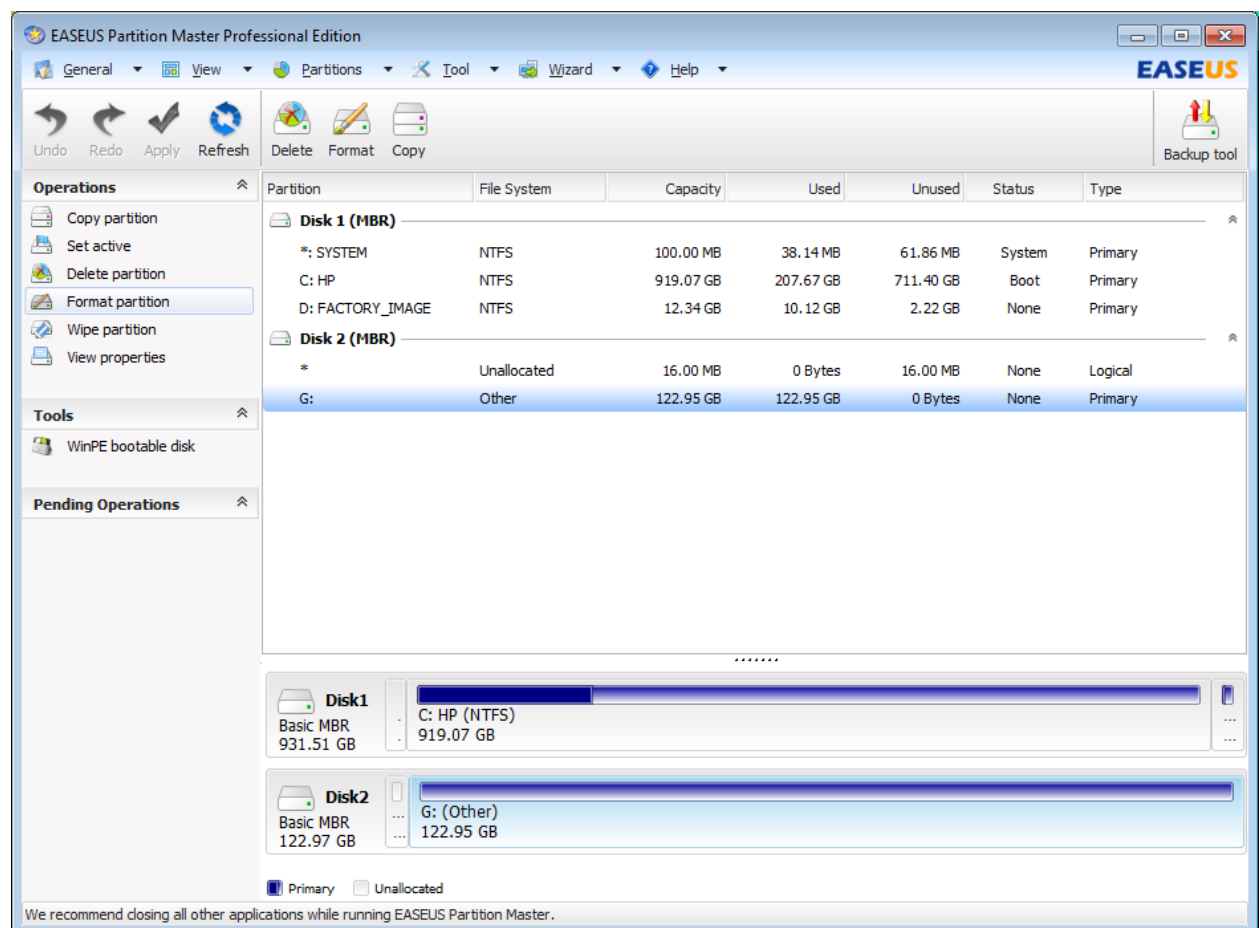 EASEUS Partition Master Professional Edition
General View Partitions Tool Wizard Help EASEUS
Undo Redo Apply Refresh Delete Format Copy Backup tool
Operations
Copy partition
Set active
Delete partition
Format partition
Wipe partition
View properties
Tools
WinPE bootable disk
Pending Operations
Partition File System Capacity Used Unused Status Type
Disk 1 (MBR)
*: SYSTEM NTFS 100.00 MB 38.14 MB 61.86 MB System Primary
C: HP NTFS 919.07 GB 207.67 GB 711.40 GB Boot Primary
D: FACTORY_IMAGE NTFS 12.34 GB 10.12 GB 2.22 GB None Primary
Disk 2 (MBR)
* Unallocated 16.00 MB 0 Bytes 16.00 MB None Logical
G: Other 122.95 GB 122.95 GB 0 Bytes None Primary
Disk1
Basic MBR
931.51 GB
. 
.
C: HP (NTFS)
919.07 GB
...
...
Disk2
Basic MBR
122.97 GB
...
...
G: (Other)
122.95 GB
Primary Unallocated
We recommend closing all other applications while running EASEUS Partition Master.